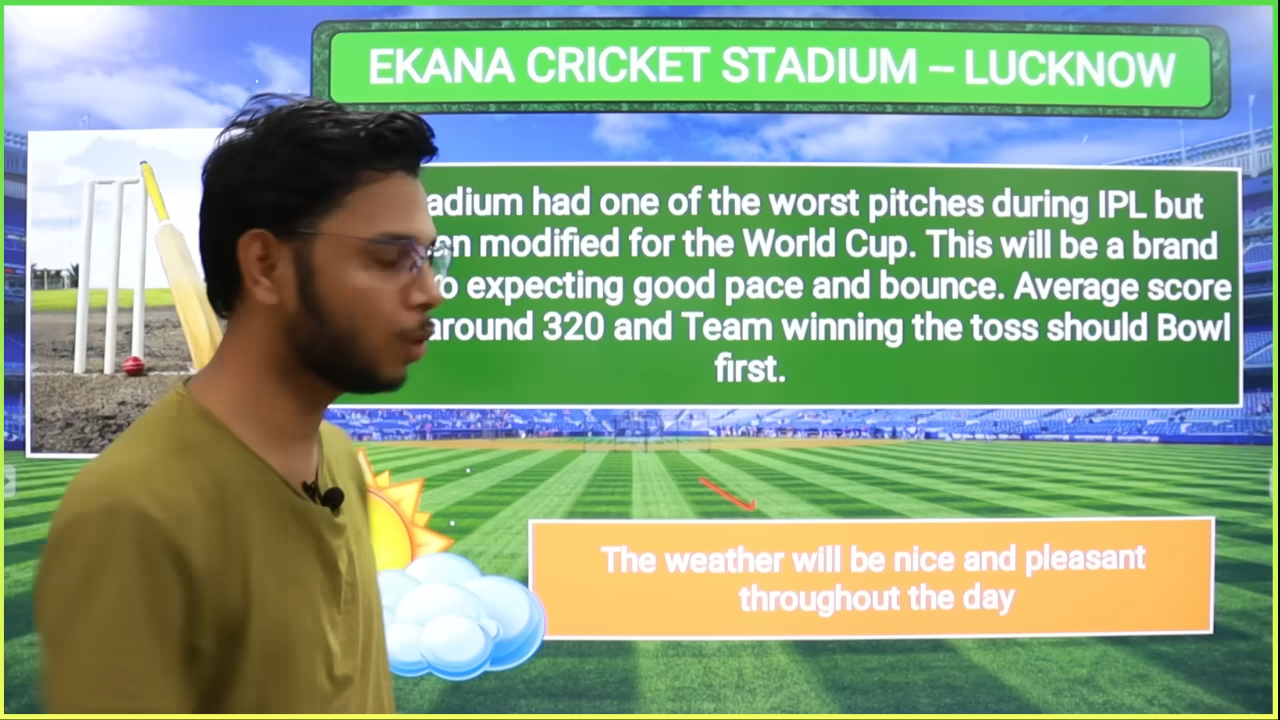 EKANA CRICKET STADIUM – LUCKNOW
had one of the worst pitches during IPL but
modified for the World Cup. This will be a brand
expecting good pace and bounce. Average score
around 320 and Team winning the toss should Bowl
first.
The weather will be nice and pleasant
throughout the day